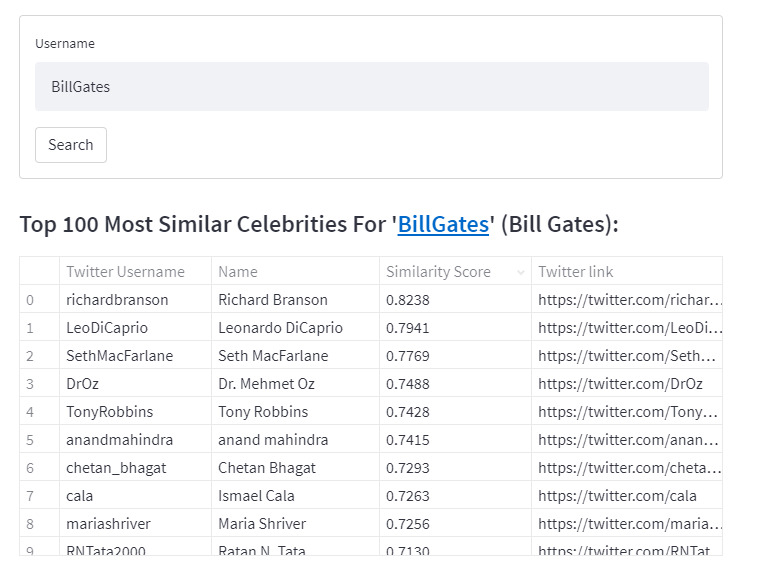 Username
BillGates
Search
Top 100 Most Similar Celebrities For 'BillGates' (Bill Gates):
Twitter Username Name Similarity Score Twitter link
0 richardbranson Richard Branson 0.8238 https://twitter.com/richar...
1 LeoDiCaprio Leonardo DiCaprio 0.7941 https://twitter.com/LeoDi...
2 SethMacFarlane Seth MacFarlane 0.7769 https://twitter.com/Seth...
3 DrOz Dr. Mehmet Oz 0.7488 https://twitter.com/DrOz
4 TonyRobbins Tony Robbins 0.7428 https://twitter.com/Tony...
5 anandmahindra anand mahindra 0.7415 https://twitter.com/anan...
6 chetan_bhagat Chetan Bhagat 0.7293 https://twitter.com/cheta...
7 cala Ismael Cala 0.7263 https://twitter.com/cala
8 mariashriver Maria Shriver 0.7256 https://twitter.com/maria...
9 RNTata2000 Ratan N. Tata 0.7130 https://twitter.com/RNTat...